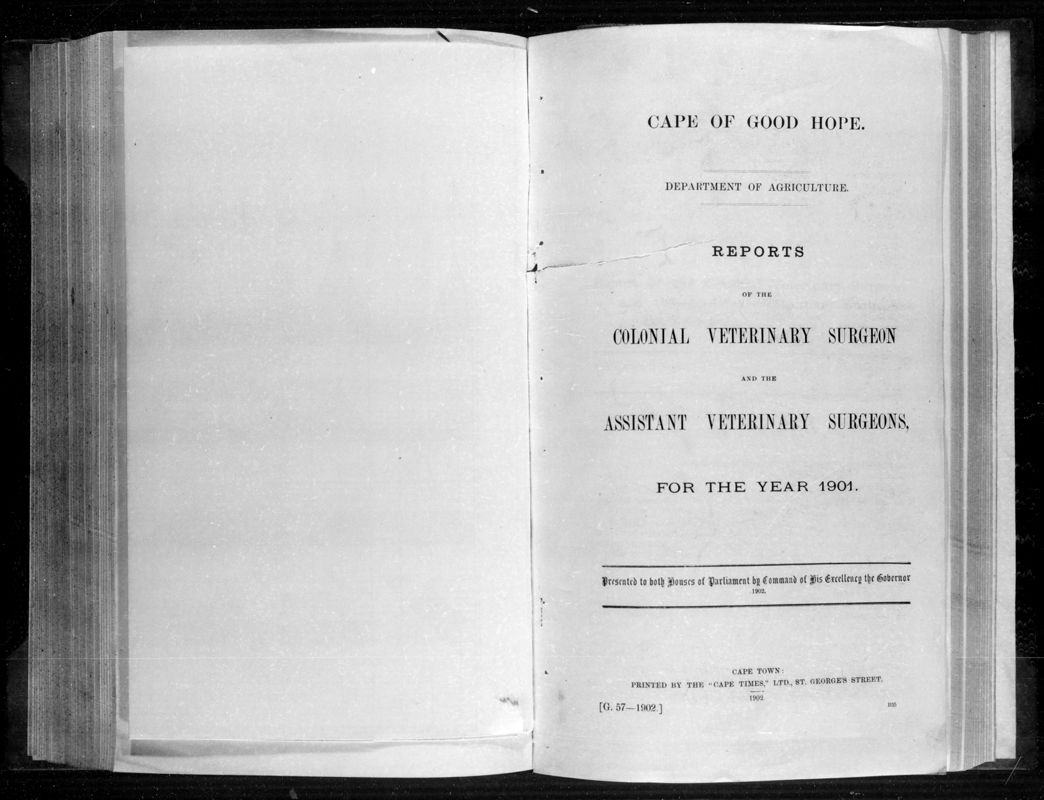 CAPE OF GOOD HOPE.
DEPARTMENT OF AGRICULTURE.
REPORTS
OF THE
COLONIAL VETERINARY SURGEON
AND THE
ASSISTANT VETERINARY SURGEONS,
FOR THE YEAR 1901.
Presented to both Houses of Parliament by Command of His Excellency the Governor
1902.
CAPE TOWN:
PRINTED BY THE "CAPE TIMES," LTD., ST. GEORGE'S STREET.
1902
[G. 57—1902.]